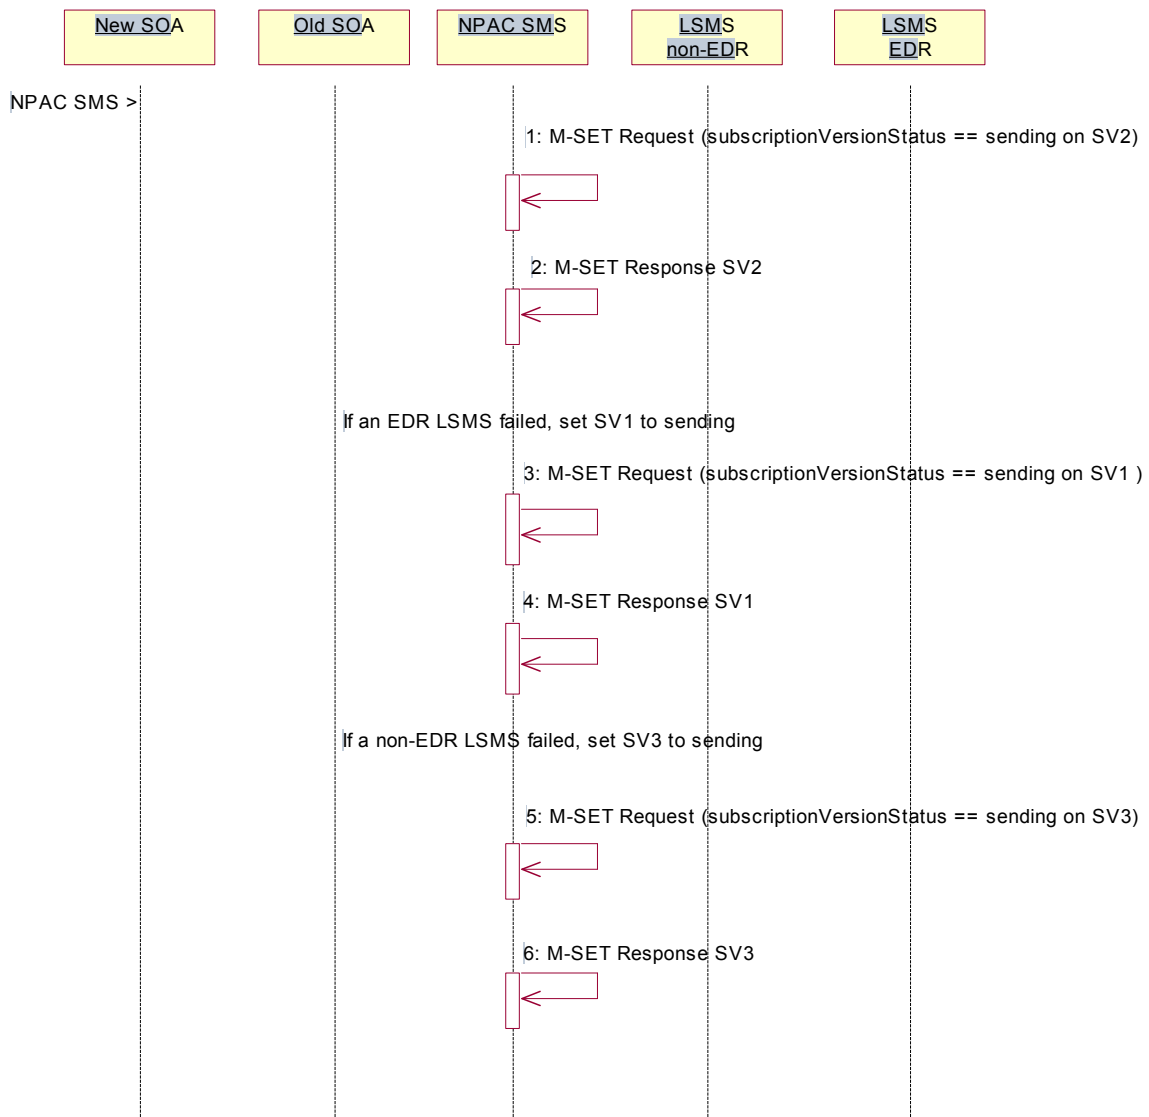 New SOA
Old SOA
NPAC SMS
LSMS
non-EDR
LSMS
EDR
NPAC SMS >
1: M-SET Request (subscriptionVersionStatus == sending on SV2)
2: M-SET Response SV2
If an EDR LSMS failed, set SV1 to sending
3: M-SET Request (subscriptionVersionStatus == sending on SV1 )
4: M-SET Response SV1
If a non-EDR LSMS failed, set SV3 to sending
5: M-SET Request (subscriptionVersionStatus == sending on SV3)
6: M-SET Response SV3